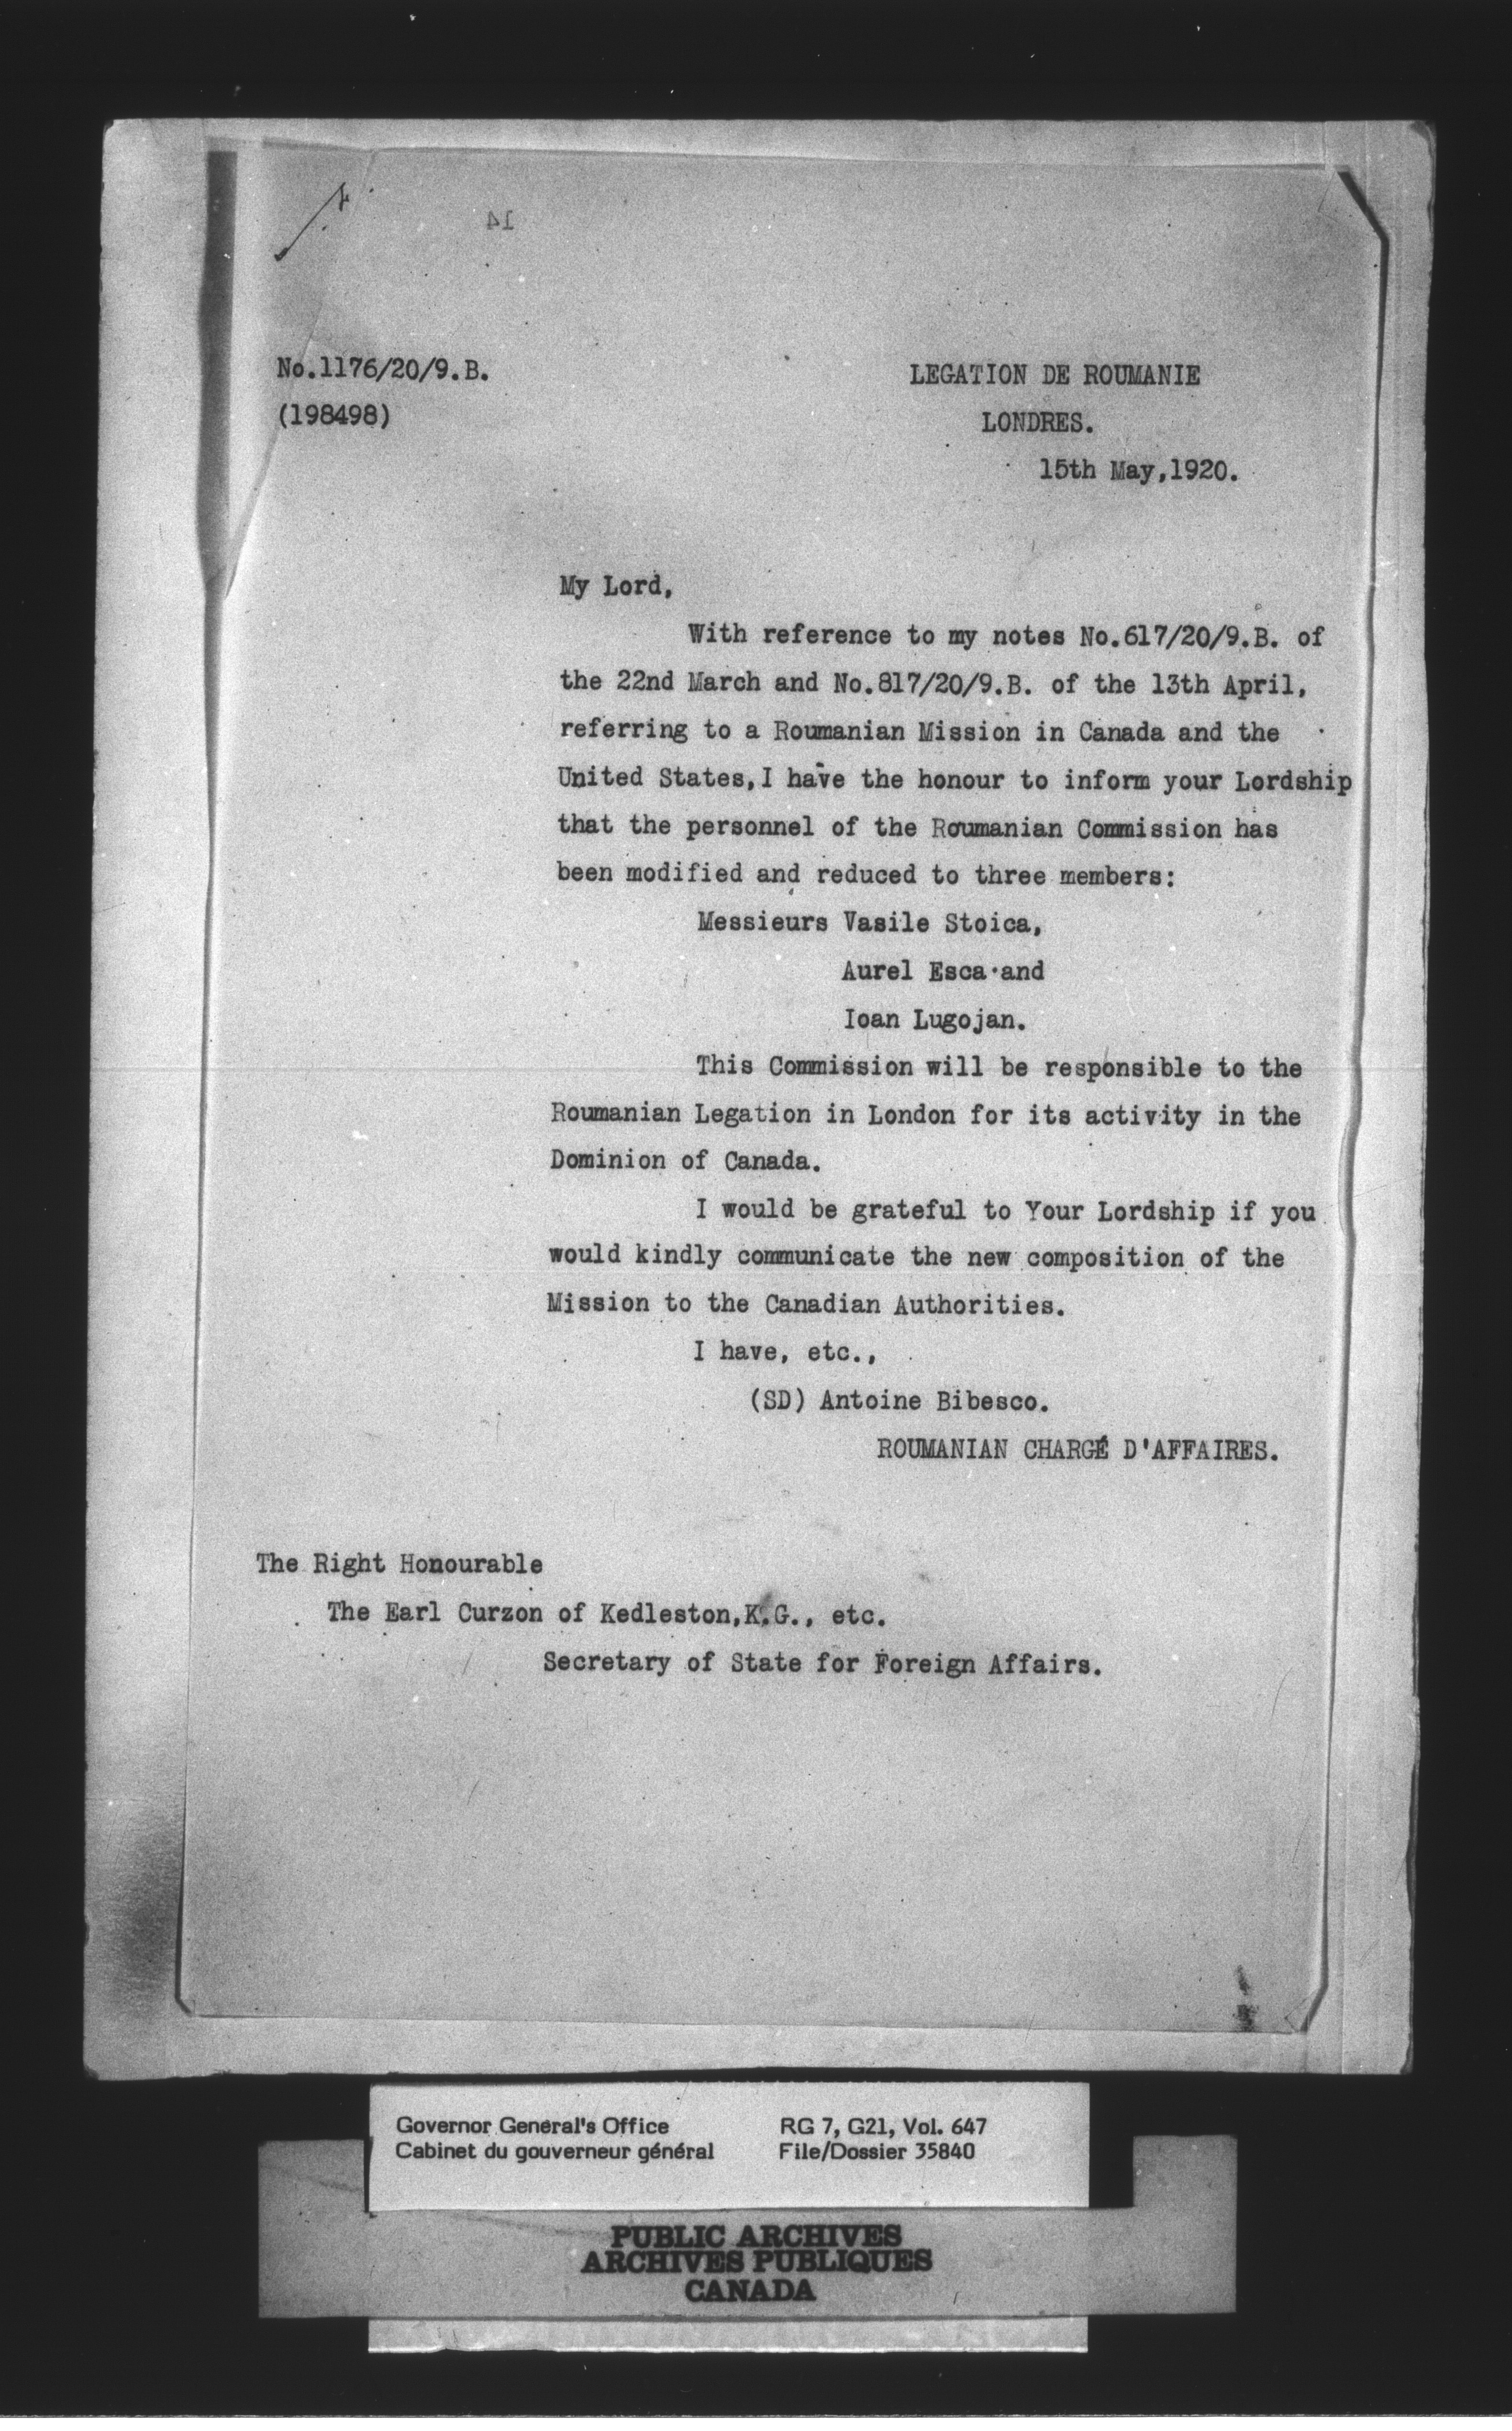 14
No.1176/20/9.B.
(198498)
LEGATION DE ROUMANIE
LONDRES.
15th May,1920.
My Lord,
With reference to my notes No.617/20/9.B. of
the 22nd March and No.817/20/9.B. of the 13th April,
referring to a Roumanian Mission in Canada and the
United States,I have the honour to inform your Lordship
that the personnel of the Roumanian Commission has
been modified and reduced to three members:
Messieurs Vasile Stoica,
Aurel Esca and
Ioan Lugojan.
This Commission will be responsible to the
Roumanian Legation in London for its activity in the
Dominion of Canada.
I would be grateful to Your Lordship if you
would kindly communicate the new composition of the
Mission to the Canadian Authorities.
I have, etc.,
(SD) Antoine Bibesco.
ROUMANIAN CHARGÉ D'AFFAIRES.
The Right Honourable
The Earl Curzon of Kedleston,K.G., etc.
Secretary of State for Foreign Affairs.
Governor General's Office
Cabinet du gouverneur général
RG 7, G21, Vol. 647
File/Dossier 35840
PUBLIC ARCHIVES
ARCHIVES PUBLIQUES
CANADA